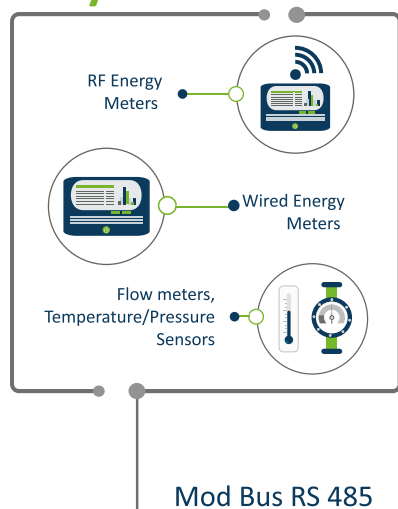 RF Energy
Meters
Wired Energy
Meters
Flow meters,
Temperature/Pressure
Sensors
Mod Bus RS 485